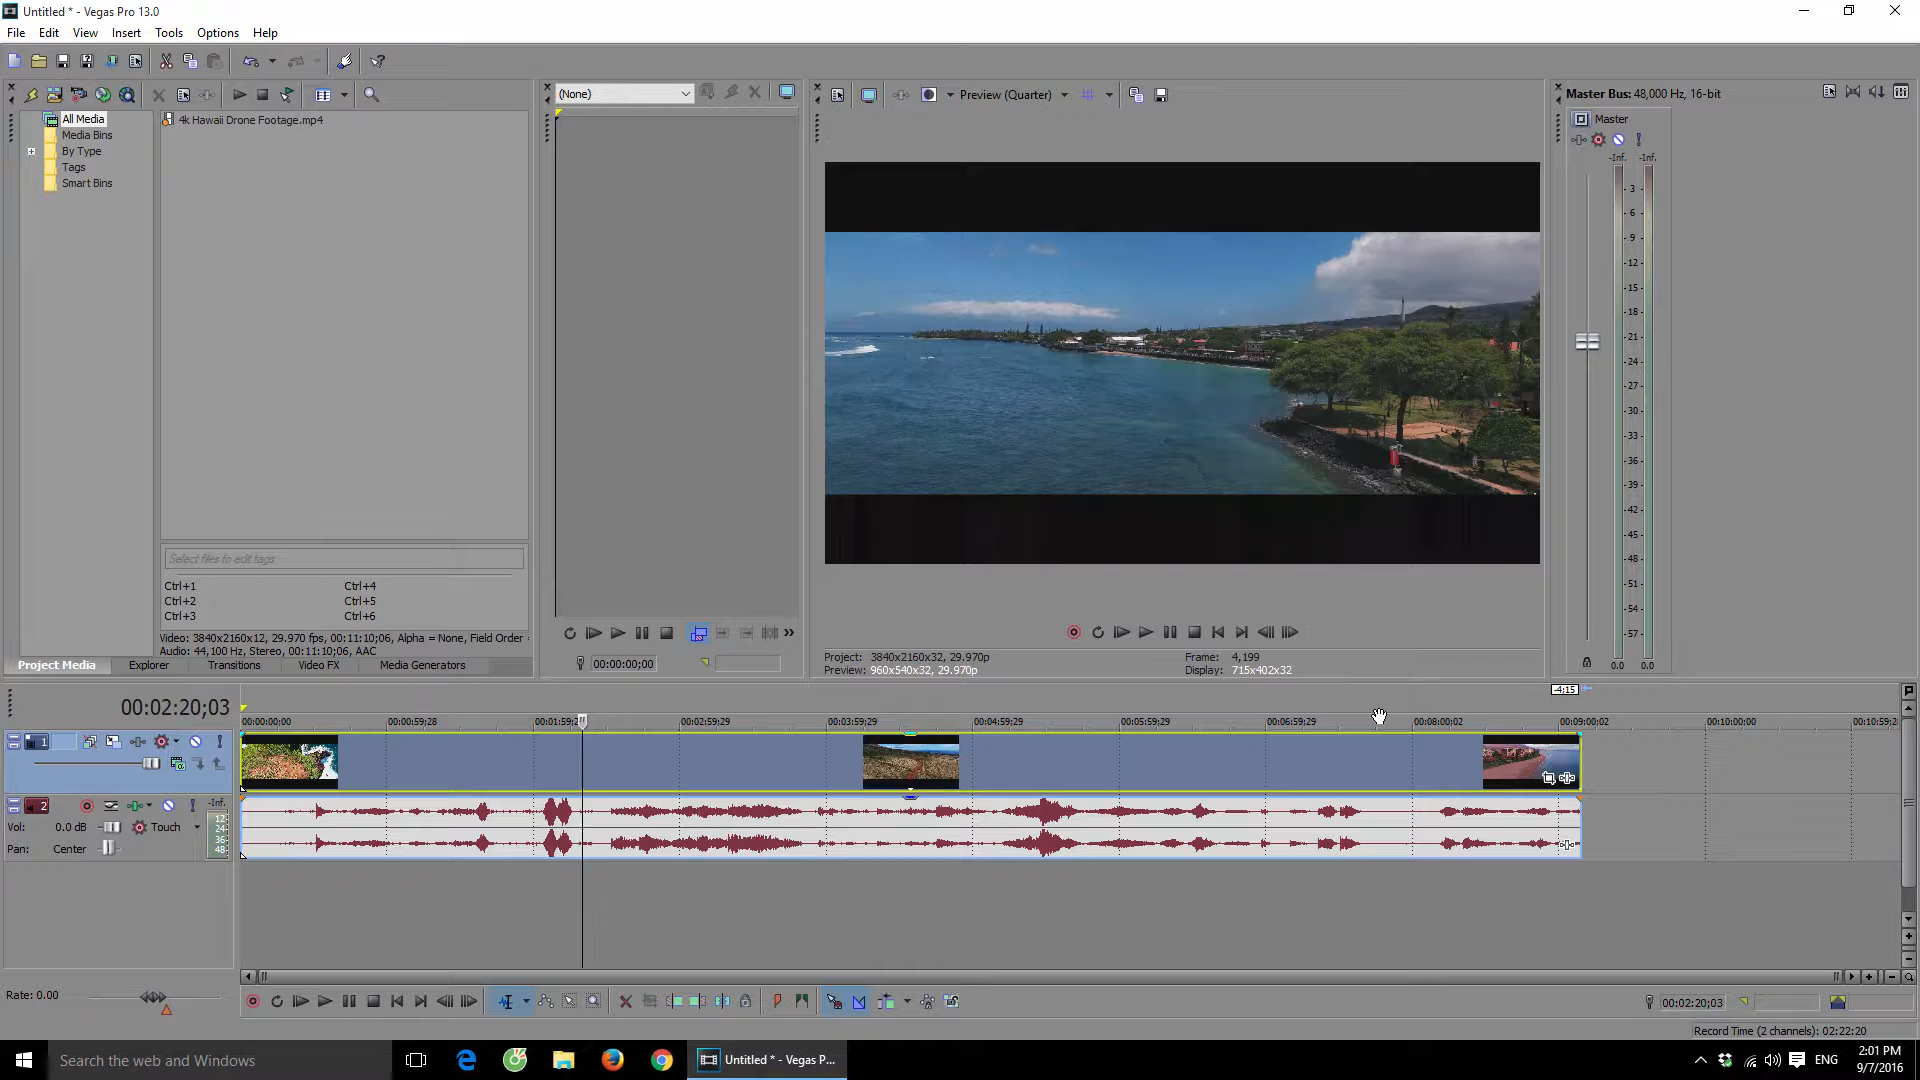 Untitled * - Vegas Pro 13.0
File Edit View Insert Tools Options Help
(None)
Preview (Quarter)
Master Bus: 48,000 Hz, 16-bit
All Media
Media Bins
By Type
Tags
Smart Bins
4k Hawaii Drone Footage.mp4
Master
-Inf. -Inf.
3
6
9
12
15
18
21
24
27
30
33
36
39
42
45
48
51
54
57
0.0 0.0
Select files to edit tags
Ctrl+1 Ctrl+4
Ctrl+2 Ctrl+5
Ctrl+3 Ctrl+6
Video: 3840x2160x12, 29.970 fps, 00:11:10;06, Alpha = None, Field Order =
Audio: 44,100 Hz, Stereo, 00:11:10;06, AAC
Project Media Explorer Transitions Video FX Media Generators
00:00:00;00
Project: 3840x2160x32, 29.970p Frame: 4,199
Preview: 960x540x32, 29.970p Display: 715x402x32
-4;15
00:02:20;03
00:00:00;00 00:00:59;28 00:01:59;2 00:02:59;29 00:03:59;29 00:04:59;29 00:05:59;29 00:06:59;29 00:08:00;02 00:09:00;02 00:10:00;00 00:10:59;2
1
2
-Inf.
12
24
36
48
Vol: 0.0 dB Touch
Pan: Center
Rate: 0.00
00:02:20;03
Record Time (2 channels): 02:22:20
Search the web and Windows
Untitled * - Vegas P...
ENG
2:01 PM
9/7/2016